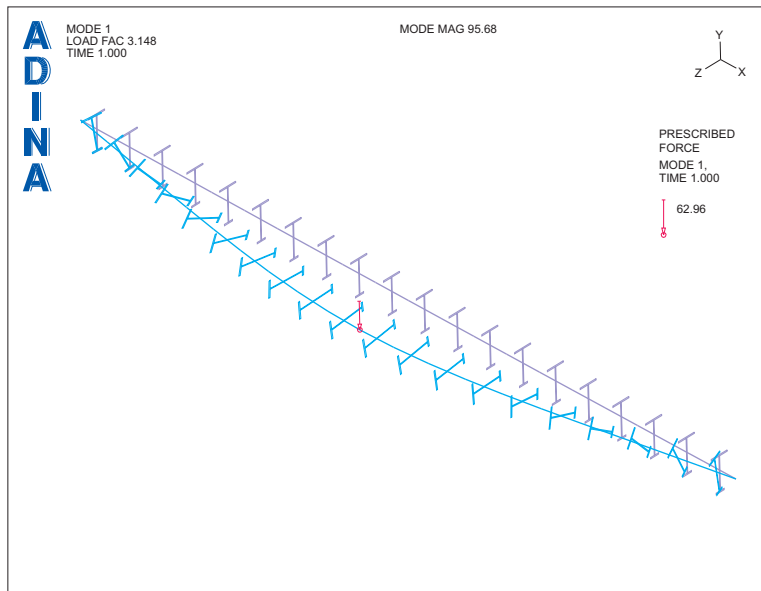 ADINA
MODE 1
LOAD FAC 3.148
TIME 1.000
MODE MAG 95.68
Y
Z
X
PRESCRIBED
FORCE
MODE 1,
TIME 1.000
62.96